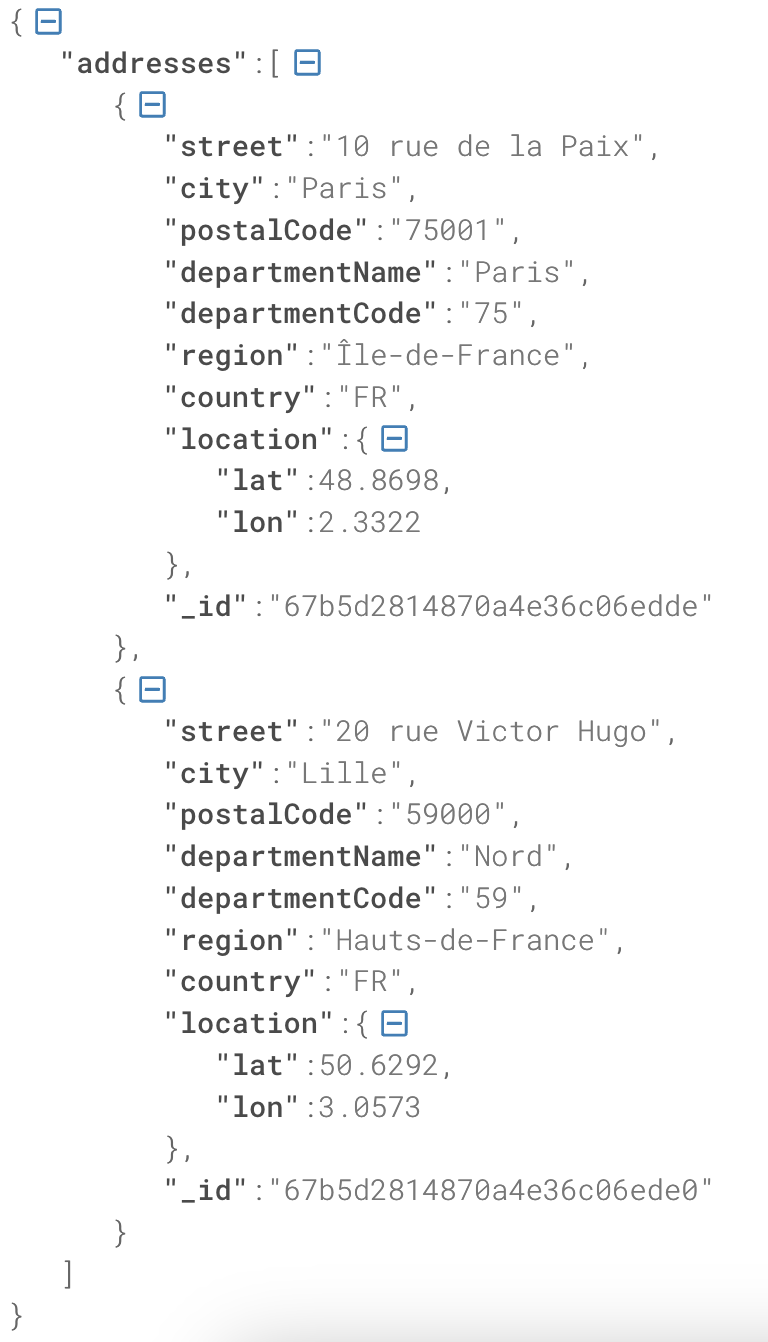 {
"addresses":[
{
"street":"10 rue de la Paix",
"city":"Paris",
"postalCode":"75001",
"departmentName":"Paris",
"departmentCode":"75",
"region":"Île-de-France",
"country":"FR",
"location":{
"lat":48.8698,
"lon":2.3322
},
"_id":"67b5d2814870a4e36c06edde"
},
{
"street":"20 rue Victor Hugo",
"city":"Lille",
"postalCode":"59000",
"departmentName":"Nord",
"departmentCode":"59",
"region":"Hauts-de-France",
"country":"FR",
"location":{
"lat":50.6292,
"lon":3.0573
},
"_id":"67b5d2814870a4e36c06ede0"
}
]
}